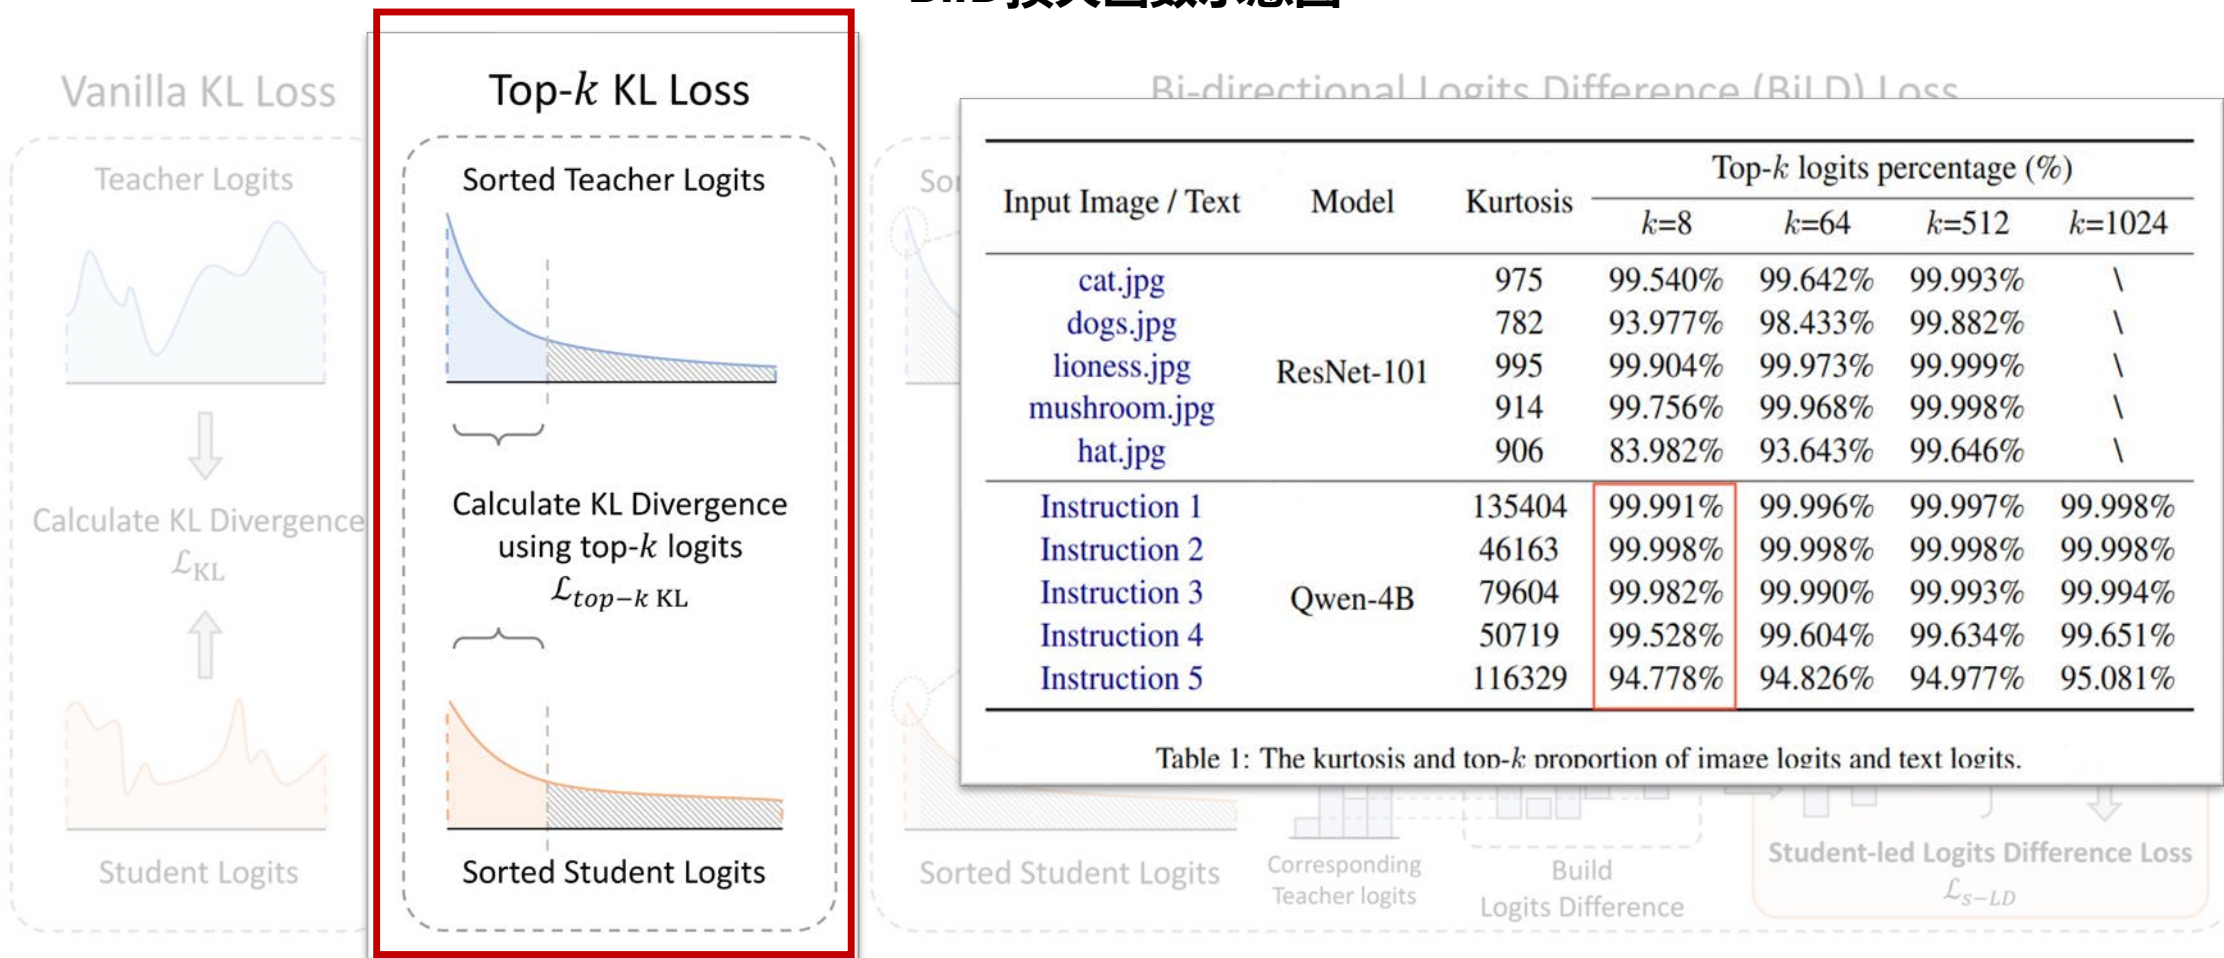 Vanilla KL Loss
Teacher Logits
Calculate KL Divergence
ℒKL
Student Logits
Top-k KL Loss
Sorted Teacher Logits
Calculate KL Divergence
using top-k logits
ℒtop−k KL
Sorted Student Logits
Bi-directional Logits Difference (BiLD) Loss
Input Image / Text Model Kurtosis Top-k logits percentage (%)
k=8 k=64 k=512 k=1024
cat.jpg 975 99.540% 99.642% 99.993% \
dogs.jpg 782 93.977% 98.433% 99.882% \
lioness.jpg ResNet-101 995 99.904% 99.973% 99.999% \
mushroom.jpg 914 99.756% 99.968% 99.998% \
hat.jpg 906 83.982% 93.643% 99.646% \
Instruction 1 135404 99.991% 99.996% 99.997% 99.998%
Instruction 2 46163 99.998% 99.998% 99.998% 99.998%
Instruction 3 Qwen-4B 79604 99.982% 99.990% 99.993% 99.994%
Instruction 4 50719 99.528% 99.604% 99.634% 99.651%
Instruction 5 116329 94.778% 94.826% 94.977% 95.081%
Table 1: The kurtosis and top-k proportion of image logits and text logits.
Sorted Student Logits
Corresponding
Teacher logits
Build
Logits Difference
Student-led Logits Difference Loss
ℒs−LD